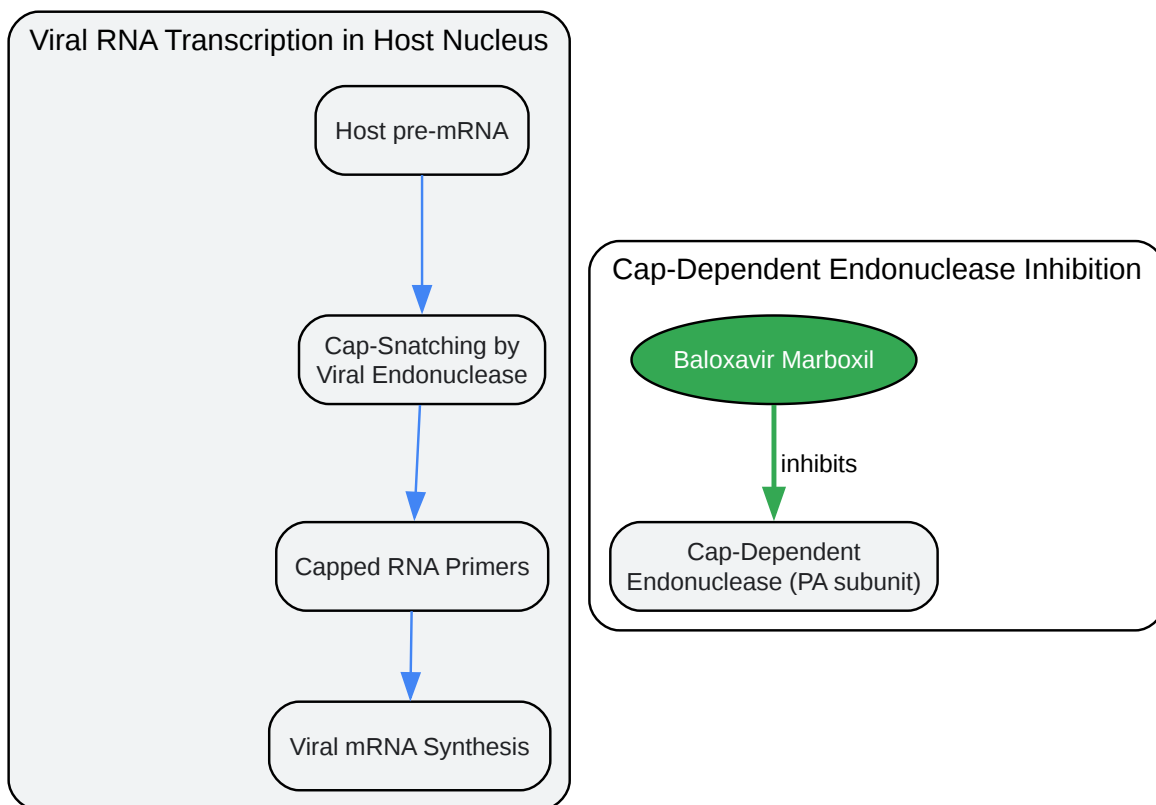 Viral RNA Transcription in Host Nucleus
Host pre-mRNA
Cap-Snatching by
Viral Endonuclease
Capped RNA Primers
Viral mRNA Synthesis
Cap-Dependent Endonuclease Inhibition
Baloxavir Marboxil
inhibits
Cap-Dependent
Endonuclease (PA subunit)